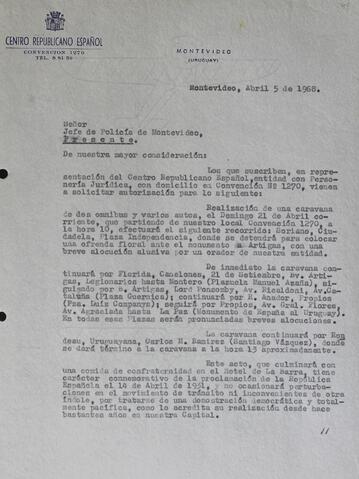 CENTRO REPUBLICANO ESPAÑOL
CONVENCION 1270
TEL. 8 81 50
MONTEVIDEO
(URUGUAY)
Montevideo, Abril 5 de 1968.
Señor
Jefe de Policía de Montevideo,
Presente.
De nuestra mayor consideración:
Los que suscriben, en repre-
sentación del Centro Republicano Español, entidad con Perso-
nería Jurídica, con domicilio en Convención Nº 1270, vienen
a solicitar autorización para lo siguiente:
Realización de una caravana
de dos omnibus y varios autos, el Domingo 21 de Abril co-
rriente, que partiendo de nuestro local Convención 1270, a
la hora 10, efectuará el siguiente recorrido: Soriano, Ciu-
dadela, Plaza Independencia, donde se detendrá para colocar
una ofrenda floral ante el monumento a Artigas, con una
breve alocución alusiva por un orador de nuestra entidad.
De inmediato la caravana con-
tinuará por Florida, Canelones, 21 de Setiembre, Av. Arti-
gas, Legionarios hasta Montero (Plazuela Manuel Azaña), si-
guiendo por B. Artigas, Lord Ponsonby, Av. Ricaldoni, Av. Ca-
taluña (Plaza Guernica); continuará por B. Anador, Propios
(Pza. Luis Companys); seguirá por Propios, Av. Gral. Flores
Av. Agraciada hasta La Paz (Monumento de España al Uruguay).
En todas esas Plazas serán pronunciadas breves alocuciones.
La caravana continuará por Ron
deau, Uruguayana, Carlos M. Ramirez (Santiago Vázquez), donde
se dará término a la caravana a la hora 13 aproximadamente.
Este acto, que culminará con
una comida de confraternidad en el Hotel de La Barra, tiene
carácter conmemorativo de la proclamación de la República
Española el 14 de Abril de 1931, y no ocasionará perturba-
ciones en el movimiento de tránsito ni inconvenientes de otra
índole, por tratarse de una demostración democrática y total-
mente pacífica, como lo acredita su realización desde hace
bastantes años en nuestra Capital.